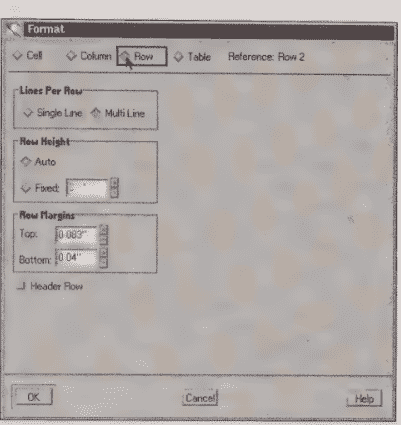 Format
Cell Column Row Table Reference: Row 2
Lines Per Row
Single Line Multi Line
Row Height
Auto
Fixed:
Row Margins
Top: 0.083"
Bottom: 0.04"
Header Row
OK Cancel Help